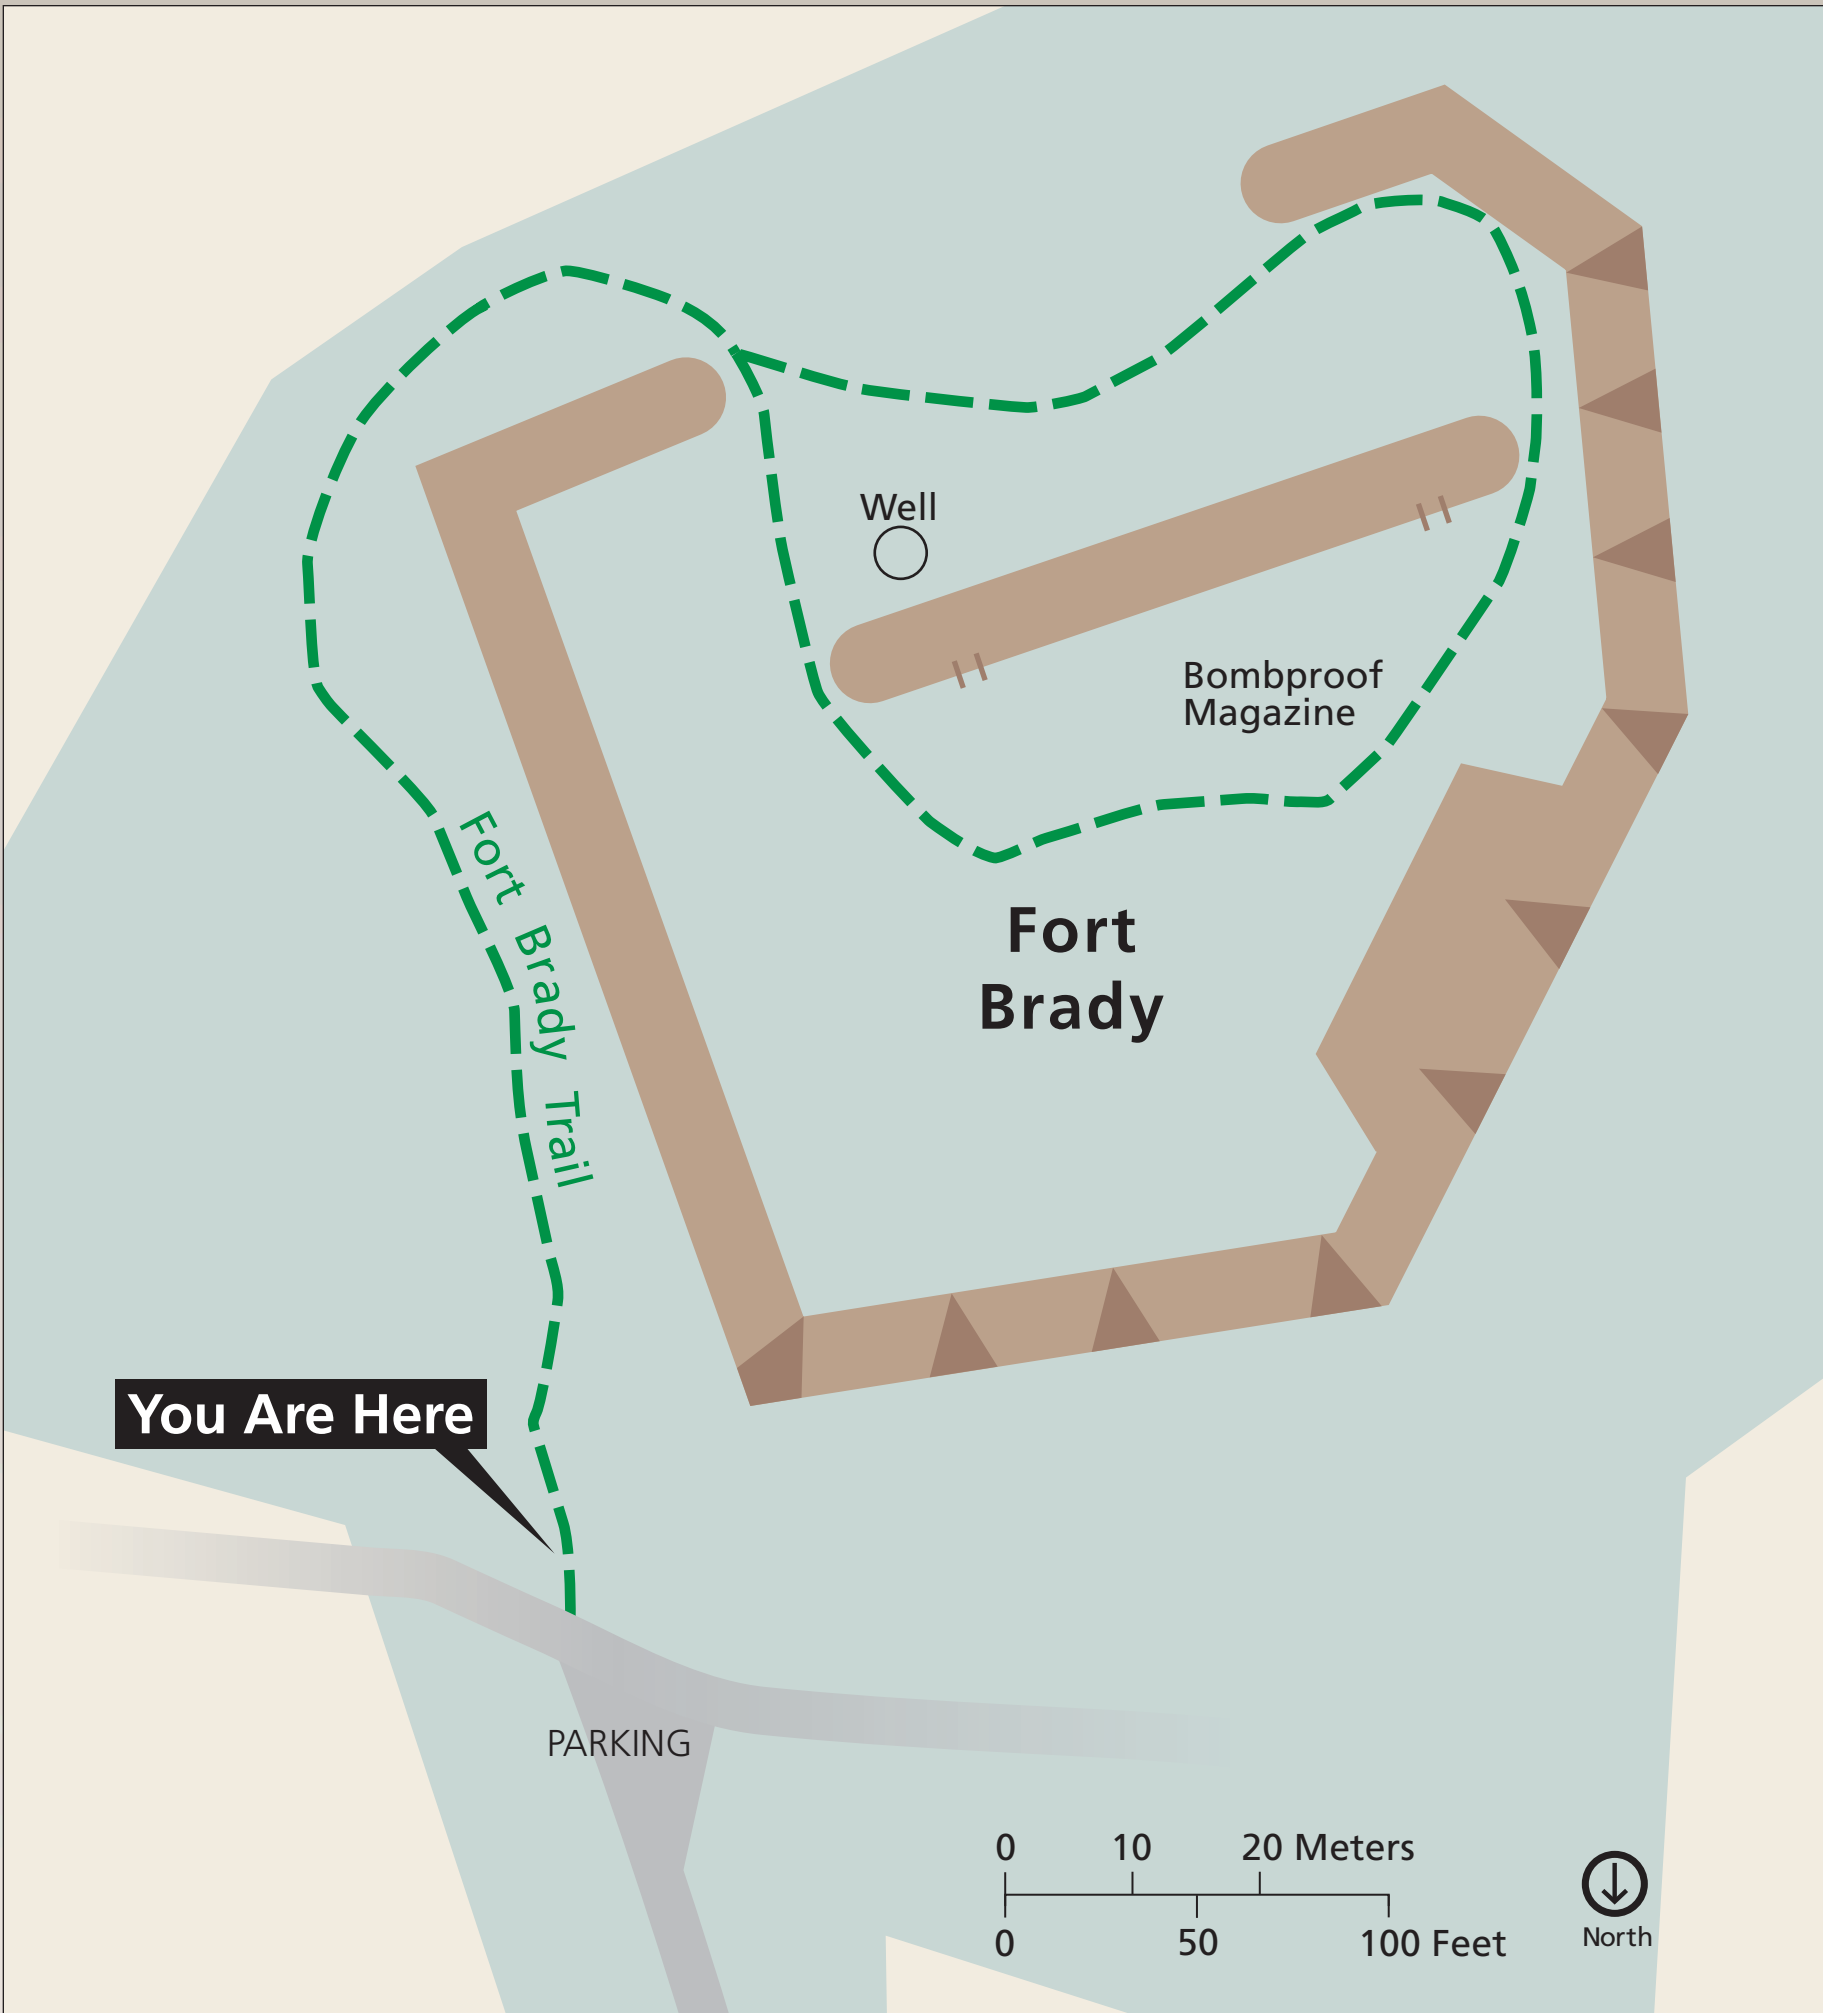 Well
Bombproof
Magazine
Fort Brady Trail
Fort
Brady
You Are Here
PARKING
0 10 20 Meters
0 50 100 Feet
North